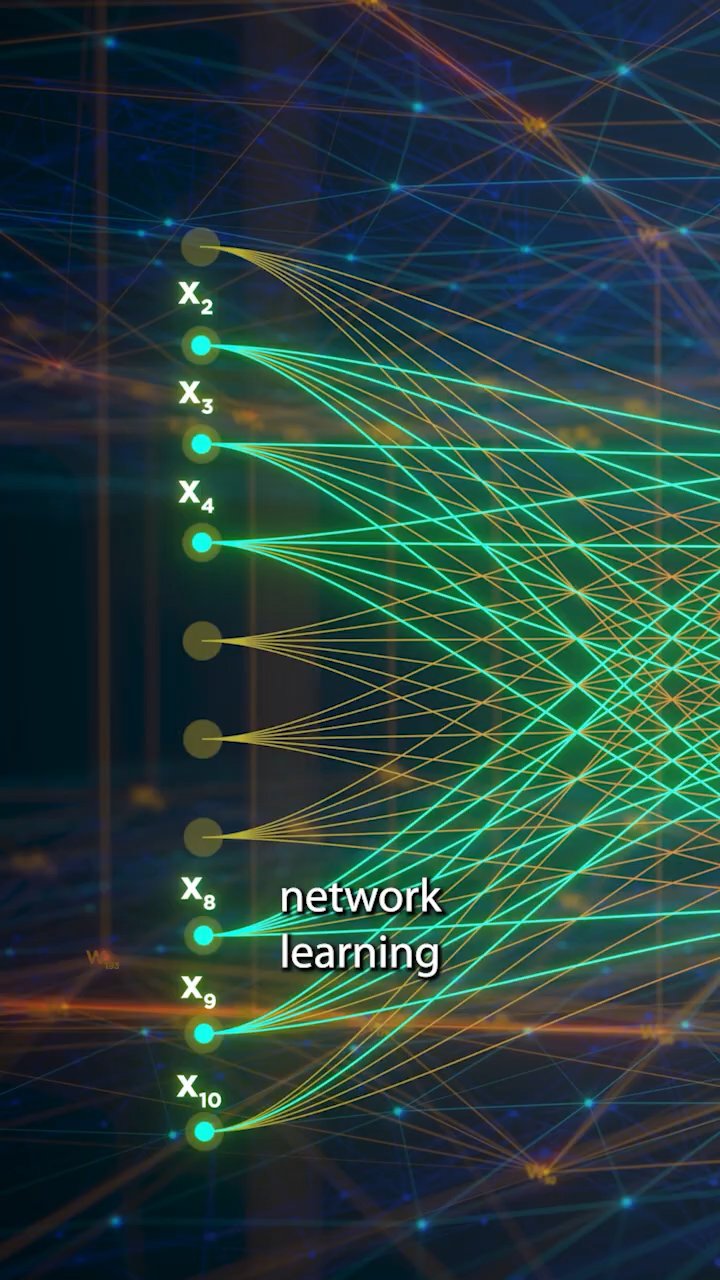 X₂
X₃
X₄
X₈
network
learning
X₉
X₁₀